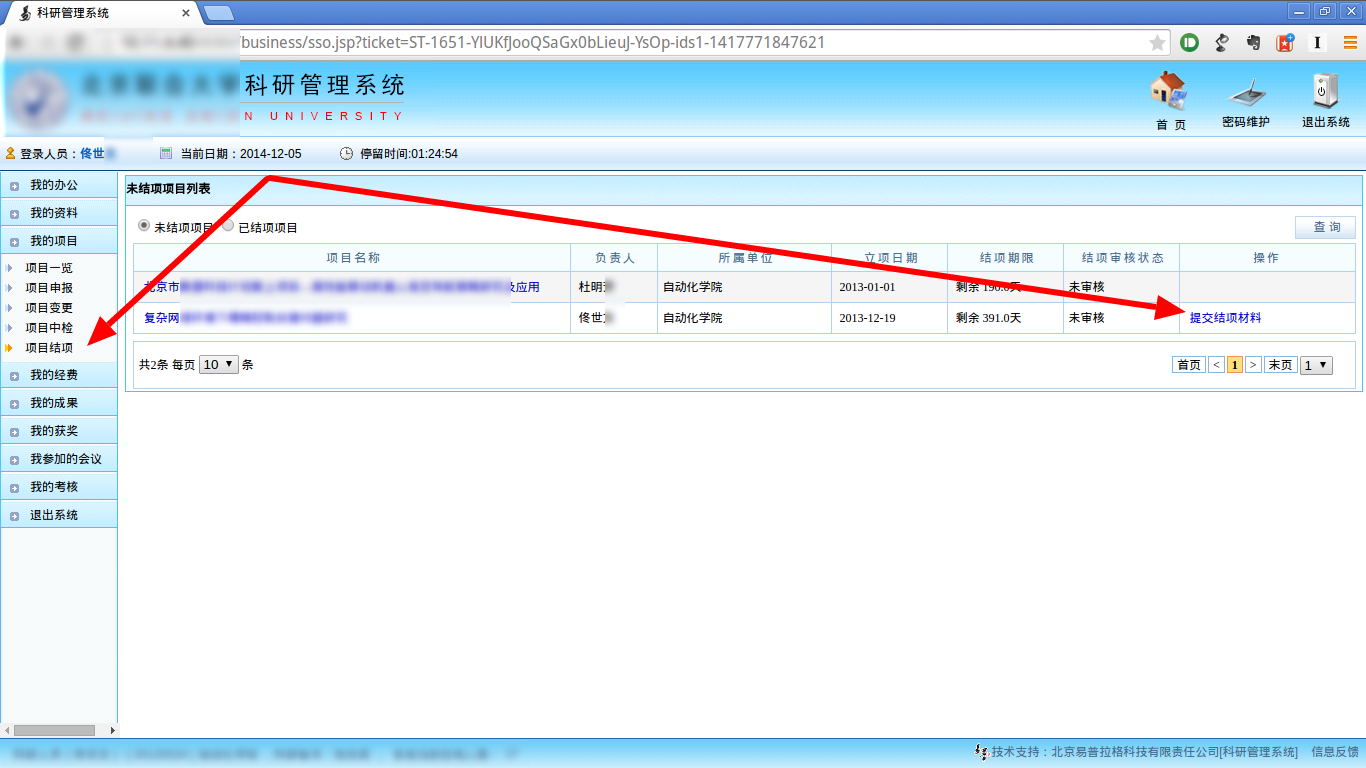 科研管理系统
/business/sso.jsp?ticket=ST-1651-YlUKfJooQSaGx0bLieuJ-YsOp-ids1-1417771847621
科研管理系统
N UNIVERSITY
首 页
密码维护
退出系统
登录人员：佟世
当前日期：2014-12-05
停留时间:01:24:54
我的办公
我的资料
我的项目
项目一览
项目申报
项目变更
项目中检
项目结项
我的经费
我的成果
我的获奖
我参加的会议
我的考核
退出系统
未结项项目列表
未结项项目 已结项项目
查 询
项目名称 负责人 所属单位 立项日期 结项期限 结项审核状态 操作
北京市 及应用 杜明 自动化学院 2013-01-01 剩余 196.0天 未审核
复杂网 佟世 自动化学院 2013-12-19 剩余 391.0天 未审核 提交结项材料
共2条 每页 10 条
首页 < 1 > 末页 1
技术支持：北京易普拉格科技有限责任公司[科研管理系统] 信息反馈